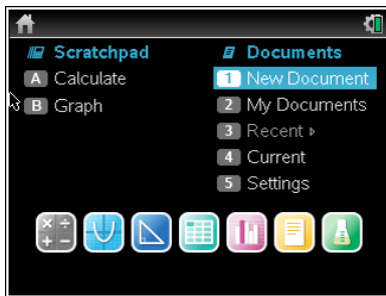 Scratchpad
A Calculate
B Graph
Documents
1 New Document
2 My Documents
3 Recent ▸
4 Current
5 Settings